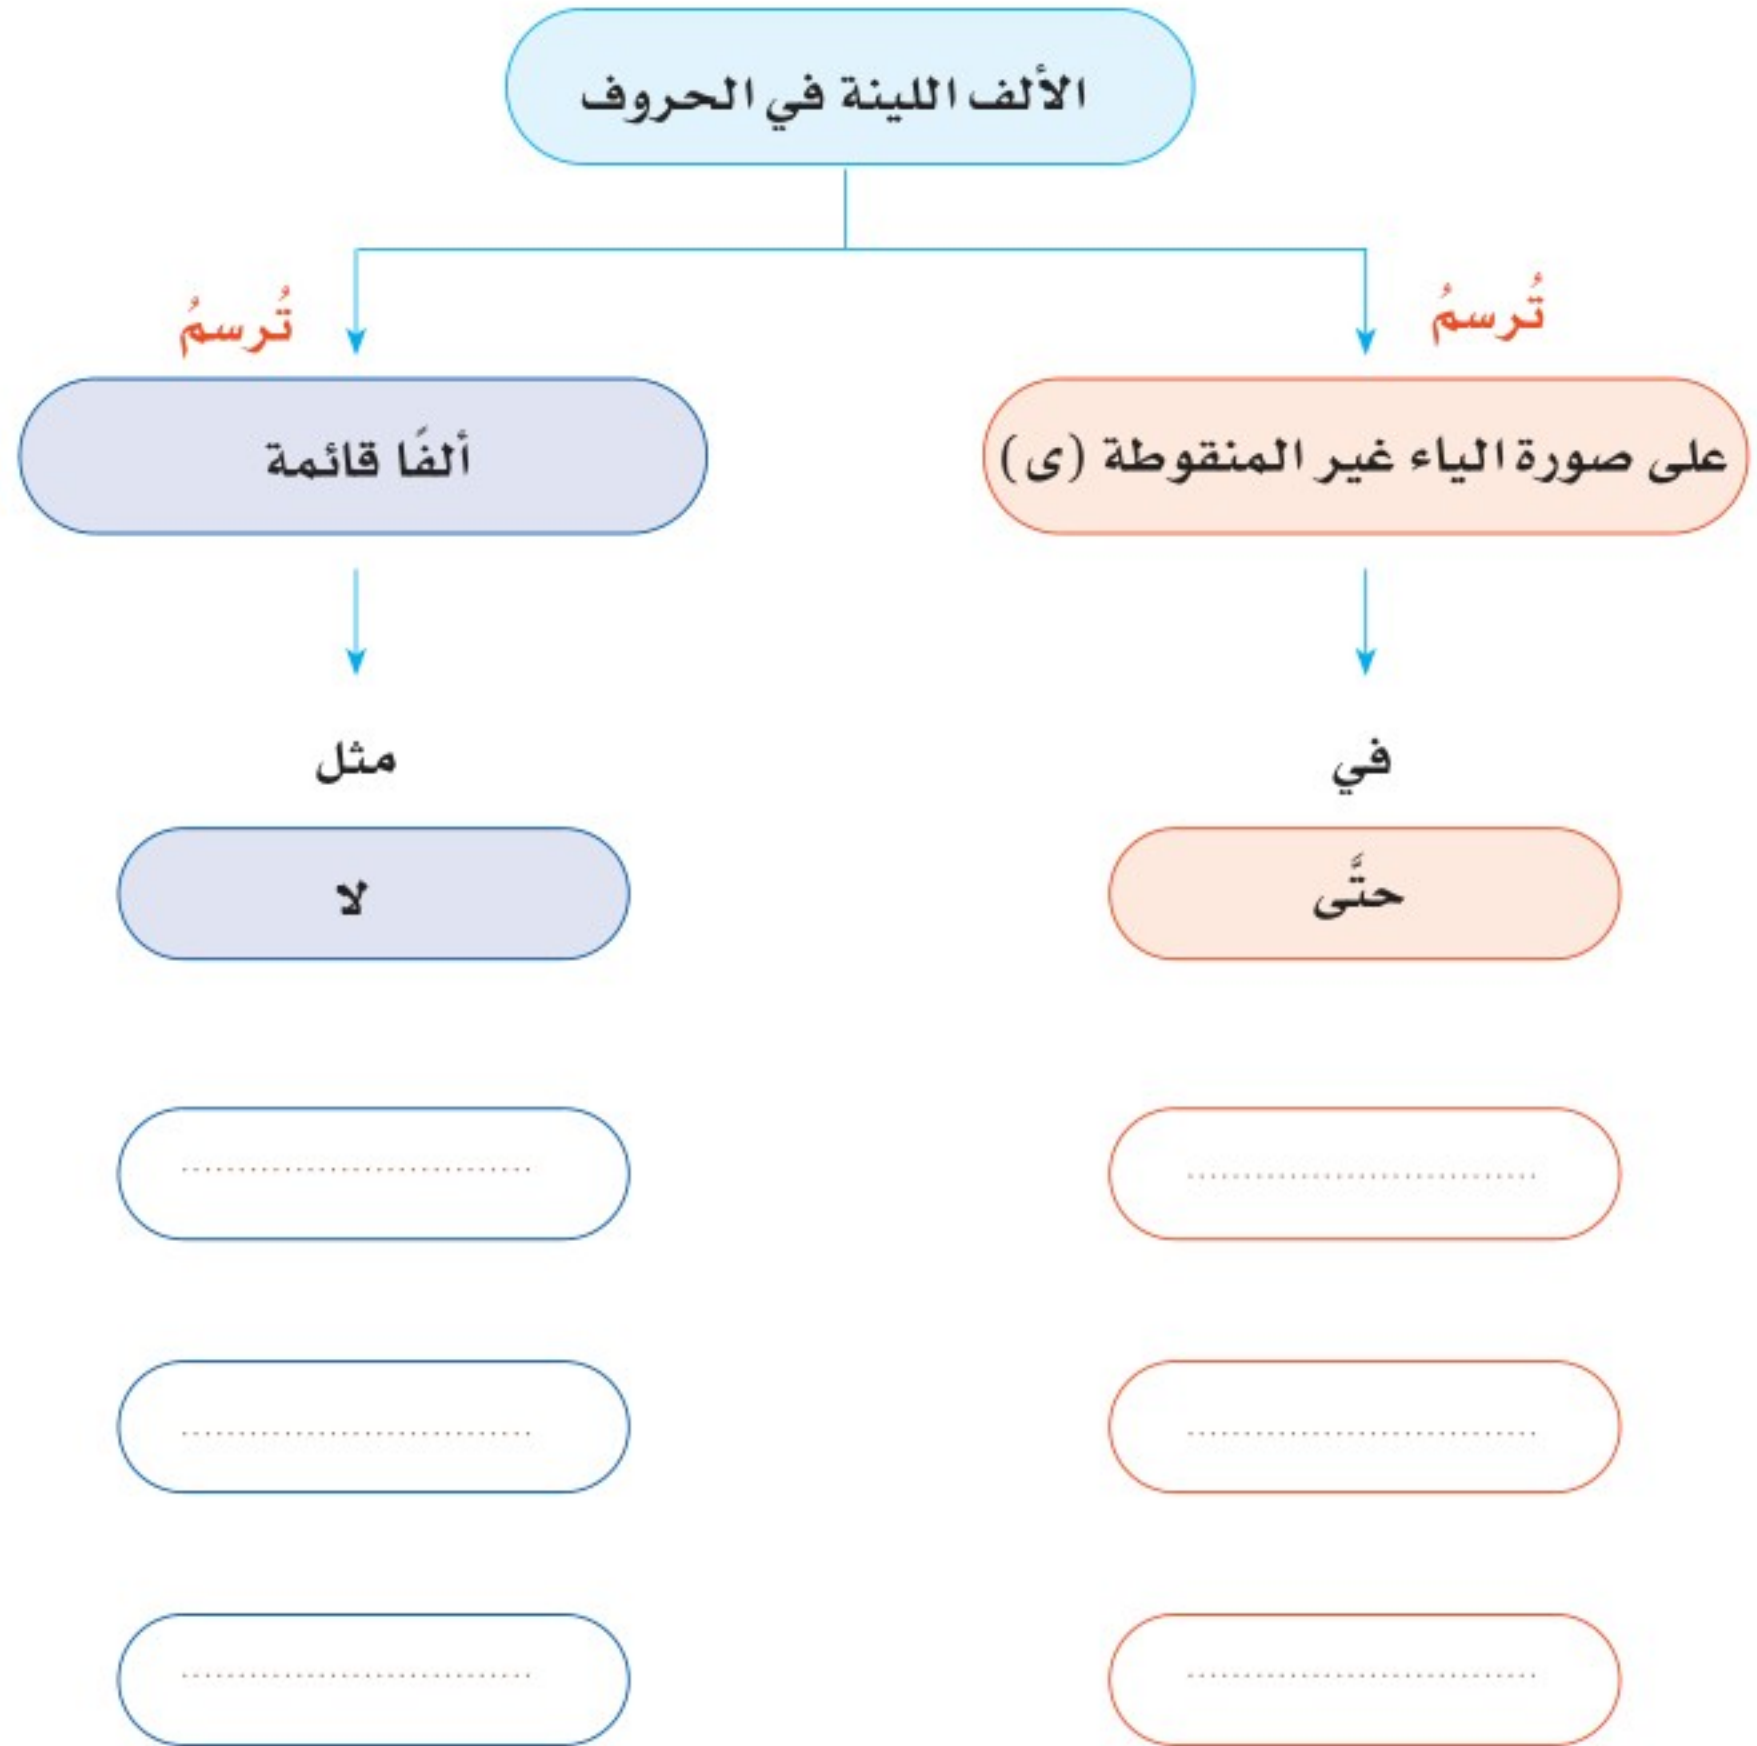 الألف اللينة في الحروف
تُرسمُ
تُرسمُ
على صورة الياء غير المنقوطة (ى)
ألفًا قائمة
في
مثل
حتَّى
لا
..............................
..............................
..............................
..............................
..............................
..............................